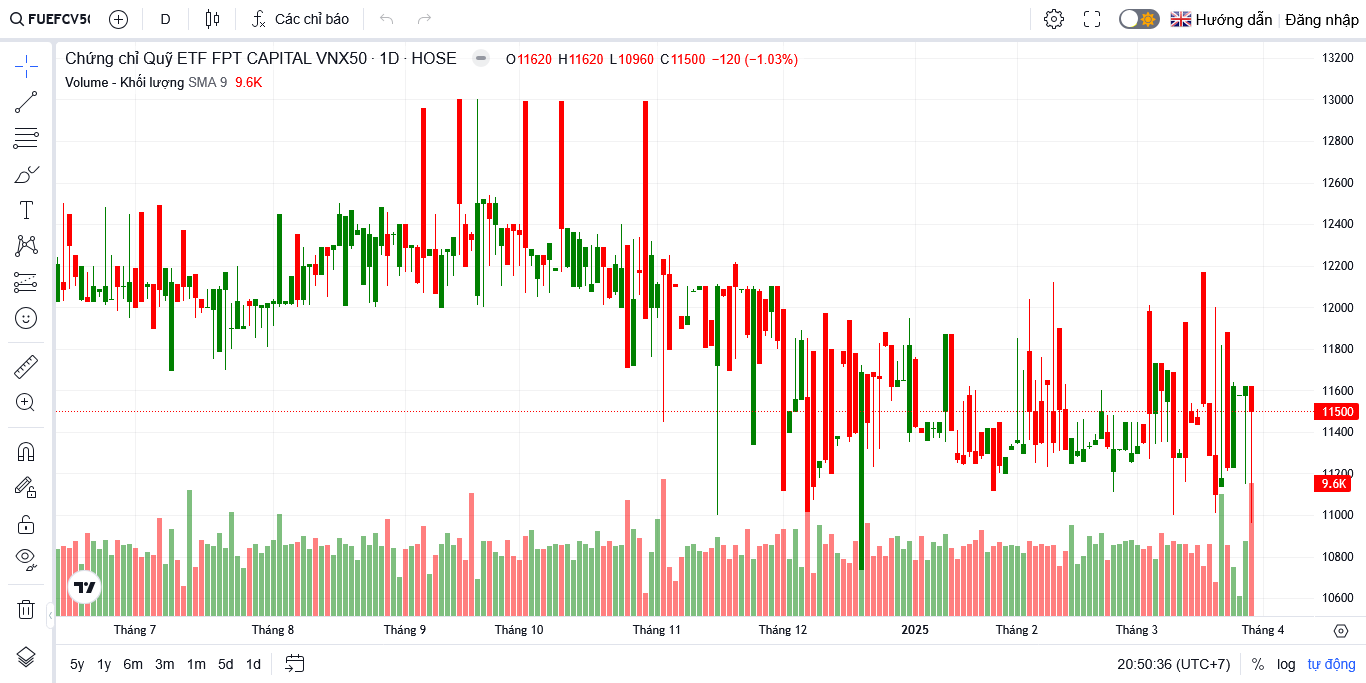 FUEFCV50 D Các chỉ báo Hướng dẫn Đăng nhập
Chứng chỉ Quỹ ETF FPT CAPITAL VNX50 · 1D · HOSE O11620 H11620 L10960 C11500 −120 (−1.03%)
Volume - Khối lượng SMA 9 9.6K
13200
13000
12800
12600
12400
12200
12000
11800
11600
11500
11400
11200
9.6K
11000
10800
10600
Tháng 7 Tháng 8 Tháng 9 Tháng 10 Tháng 11 Tháng 12 2025 Tháng 2 Tháng 3 Tháng 4
5y 1y 6m 3m 1m 5d 1d 20:50:36 (UTC+7) % log tự động